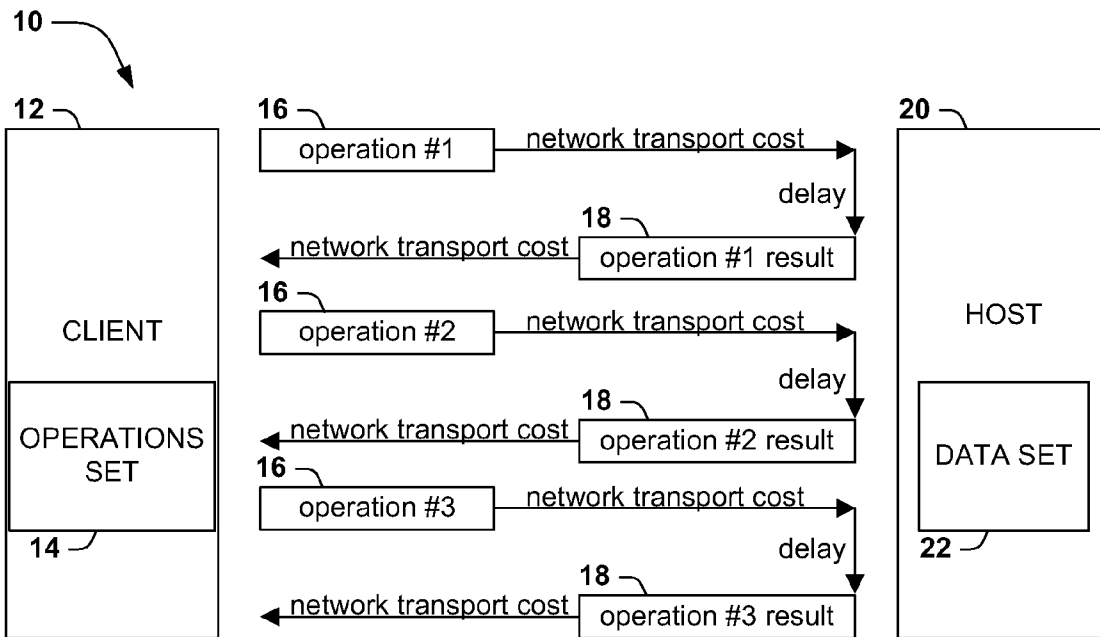 10
12
16
20
operation #1
network transport cost
delay
18
network transport cost
operation #1 result
16
CLIENT
operation #2
network transport cost
HOST
delay
18
OPERATIONS
SET
network transport cost
operation #2 result
DATA SET
16
operation #3
network transport cost
14
delay
22
18
network transport cost
operation #3 result